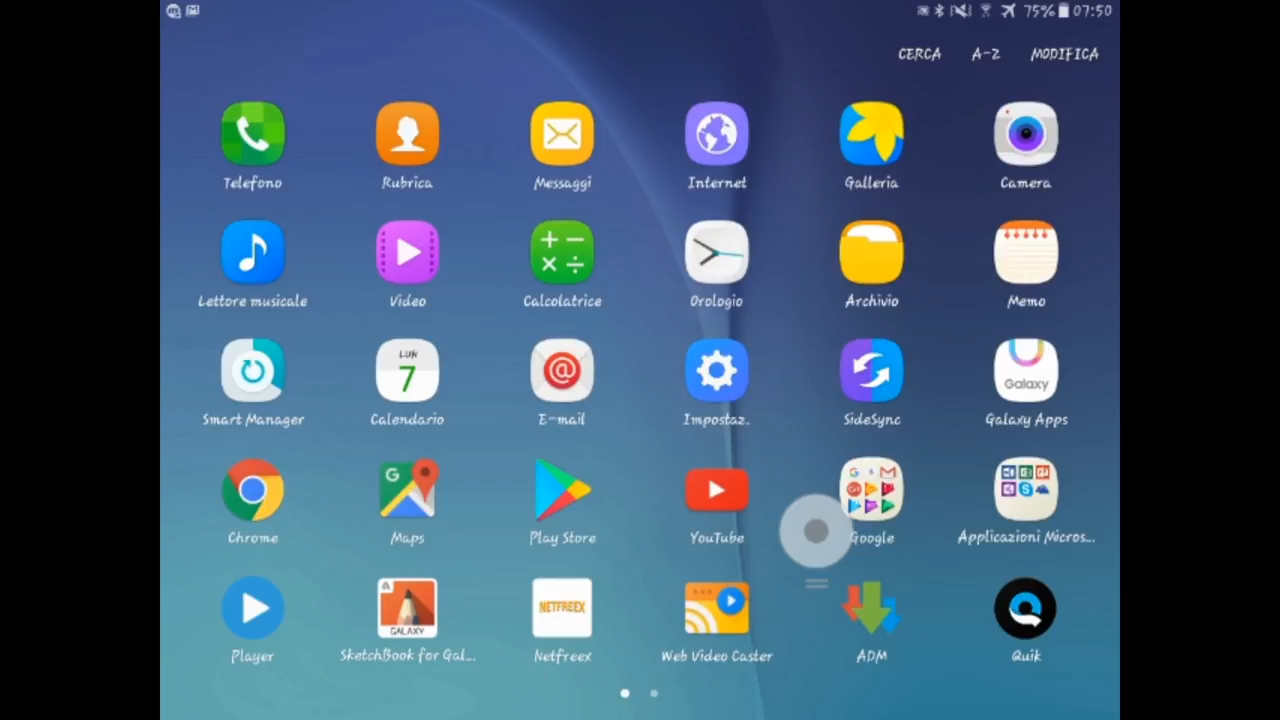 75% 07:50
CERCA A-Z MODIFICA
Telefono Rubrica Messaggi Internet Galleria Camera
Lettore musicale Video Calcolatrice Orologio Archivio Memo
LUN
7
@
Galaxy
Smart Manager Calendario E-mail Impostaz. SideSync Galaxy Apps
G
G
G+
Chrome Maps Play Store YouTube Google Applicazioni Micros...
A
GALAXY
NETFREEX
Player SketchBook for Gal... Netfreex Web Video Caster ADM Quik